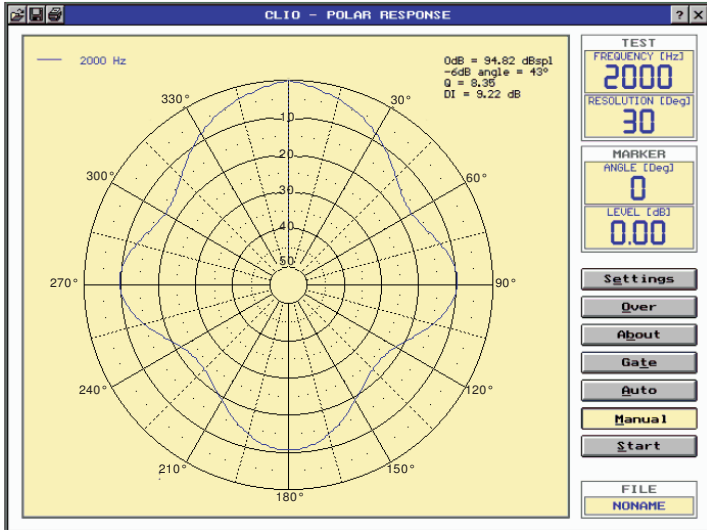 CLIO - POLAR RESPONSE
? X
2000 Hz
0dB = 94.82 dBspl
-6dB angle = 43°
Q = 8.35
DI = 9.22 dB
330°
30°
300°
60°
270°
90°
240°
120°
210°
150°
180°
10
20
30
40
50
TEST
FREQUENCY [Hz]
2000
RESOLUTION [Deg]
30
MARKER
ANGLE [Deg]
0
LEVEL [dB]
0.00
Settings
Over
About
Gate
Auto
Manual
Start
FILE
NONAME